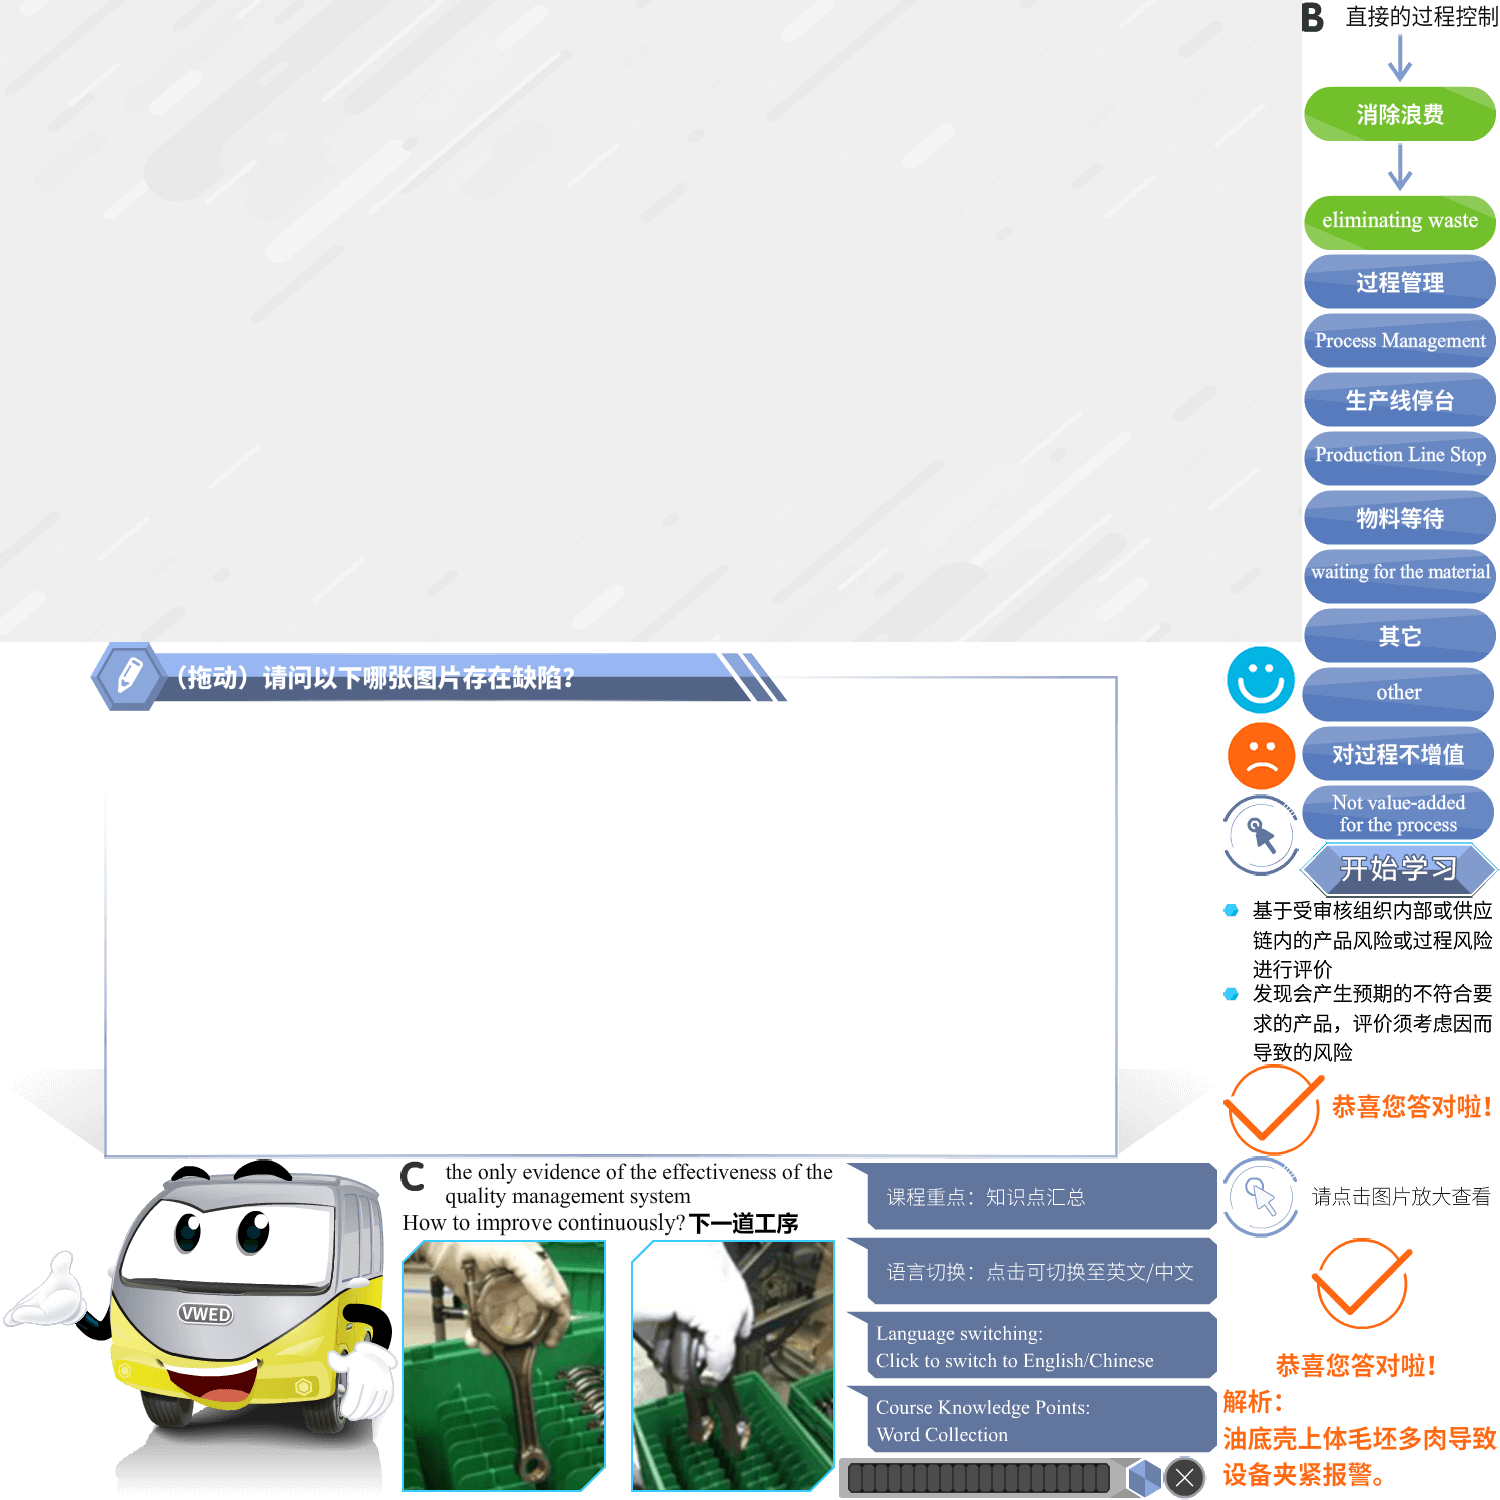 B 直接的过程控制
消除浪费
eliminating waste
过程管理
Process Management
生产线停台
Production Line Stop
物料等待
waiting for the material
其它
other
对过程不增值
Not value-added
for the process
开始学习
（拖动）请问以下哪张图片存在缺陷？
基于受审核组织内部或供应
链内的产品风险或过程风险
进行评价
发现会产生预期的不符合要
求的产品，评价须考虑因而
导致的风险
恭喜您答对啦！
请点击图片放大查看
恭喜您答对啦！
解析：
油底壳上体毛坯多肉导致
设备夹紧报警。
VWED
C the only evidence of the effectiveness of the
quality management system
How to improve continuously?
下一道工序
课程重点：知识点汇总
语言切换：点击可切换至英文/中文
Language switching:
Click to switch to English/Chinese
Course Knowledge Points:
Word Collection